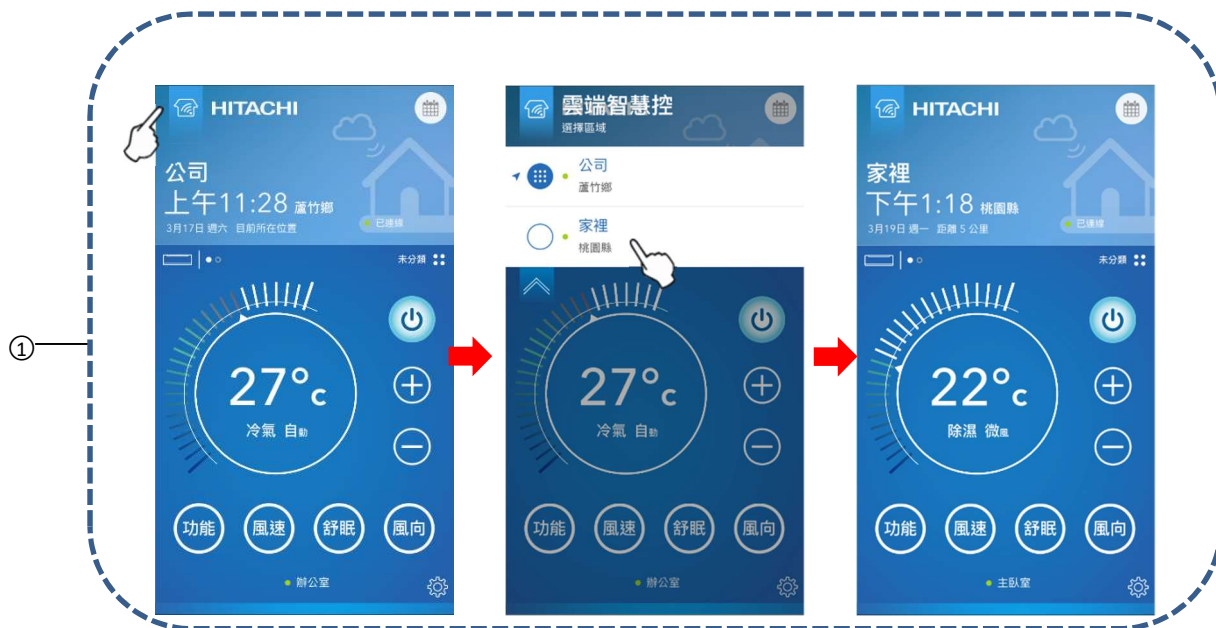 ①
HITACHI
公司
上午11:28 蘆竹鄉
3月17日 週六 目前所在位置
已連線
未分類
27°c
冷氣 自動
功能
風速
舒眠
風向
辦公室
雲端智慧控
選擇區域
公司
蘆竹鄉
家裡
桃園縣
27°c
冷氣 自動
功能
風速
舒眠
風向
辦公室
HITACHI
家裡
下午1:18 桃園縣
3月19日 週一 距離 5 公里
已連線
未分類
22°c
除濕 微風
功能
風速
舒眠
風向
主臥室